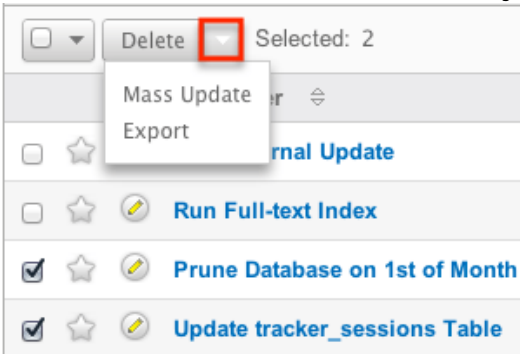 Delete Selected: 2
Mass Update
Export
r
rnal Update
Run Full-text Index
Prune Database on 1st of Month
Update tracker_sessions Table